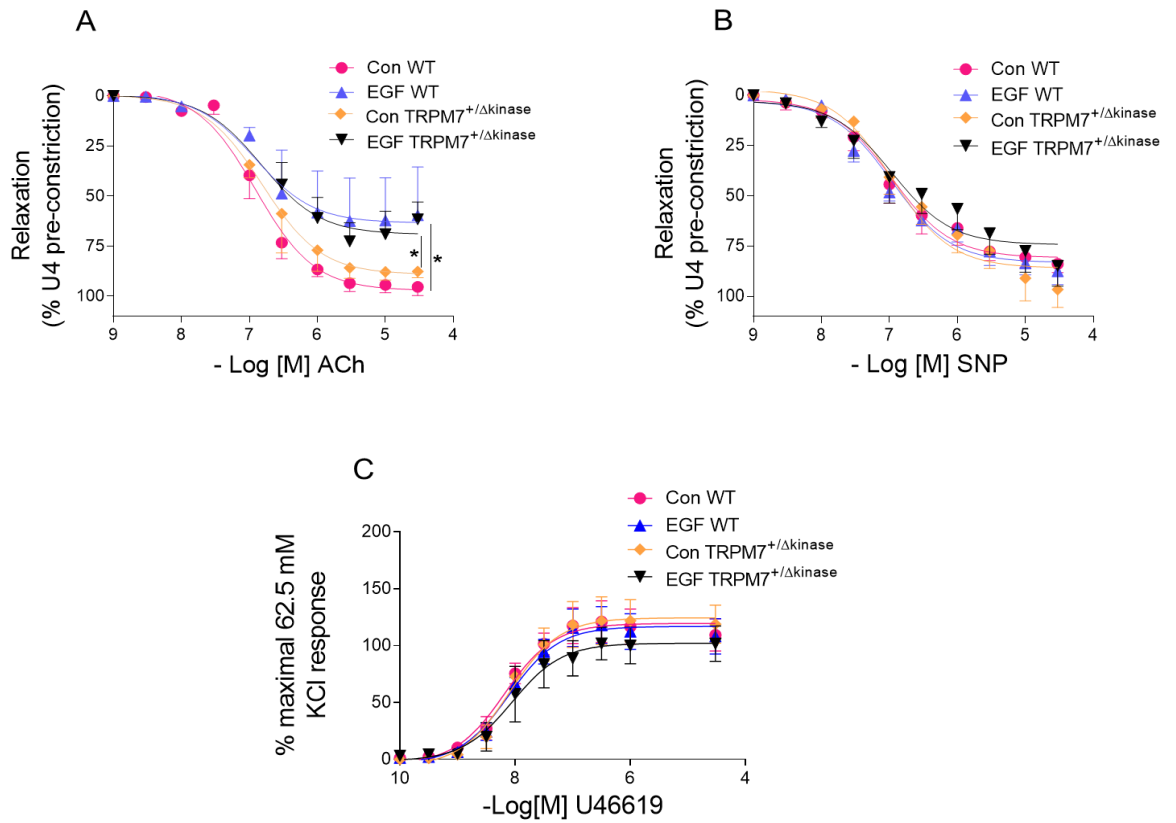 A
Con WT
EGF WT
Con TRPM7+/Δkinase
EGF TRPM7+/Δkinase
Relaxation
(% U4 pre-constriction)
0
25
50
75
100
* *
9 8 7 6 5 4
- Log [M] ACh
B
Con WT
EGF WT
Con TRPM7+/Δkinase
EGF TRPM7+/Δkinase
Relaxation
(% U4 pre-constriction)
0
25
50
75
100
9 8 7 6 5 4
- Log [M] SNP
C
Con WT
EGF WT
Con TRPM7+/Δkinase
EGF TRPM7+/Δkinase
% maximal 62.5 mM
KCl response
200
150
100
50
0
10 8 6 4
-Log[M] U46619